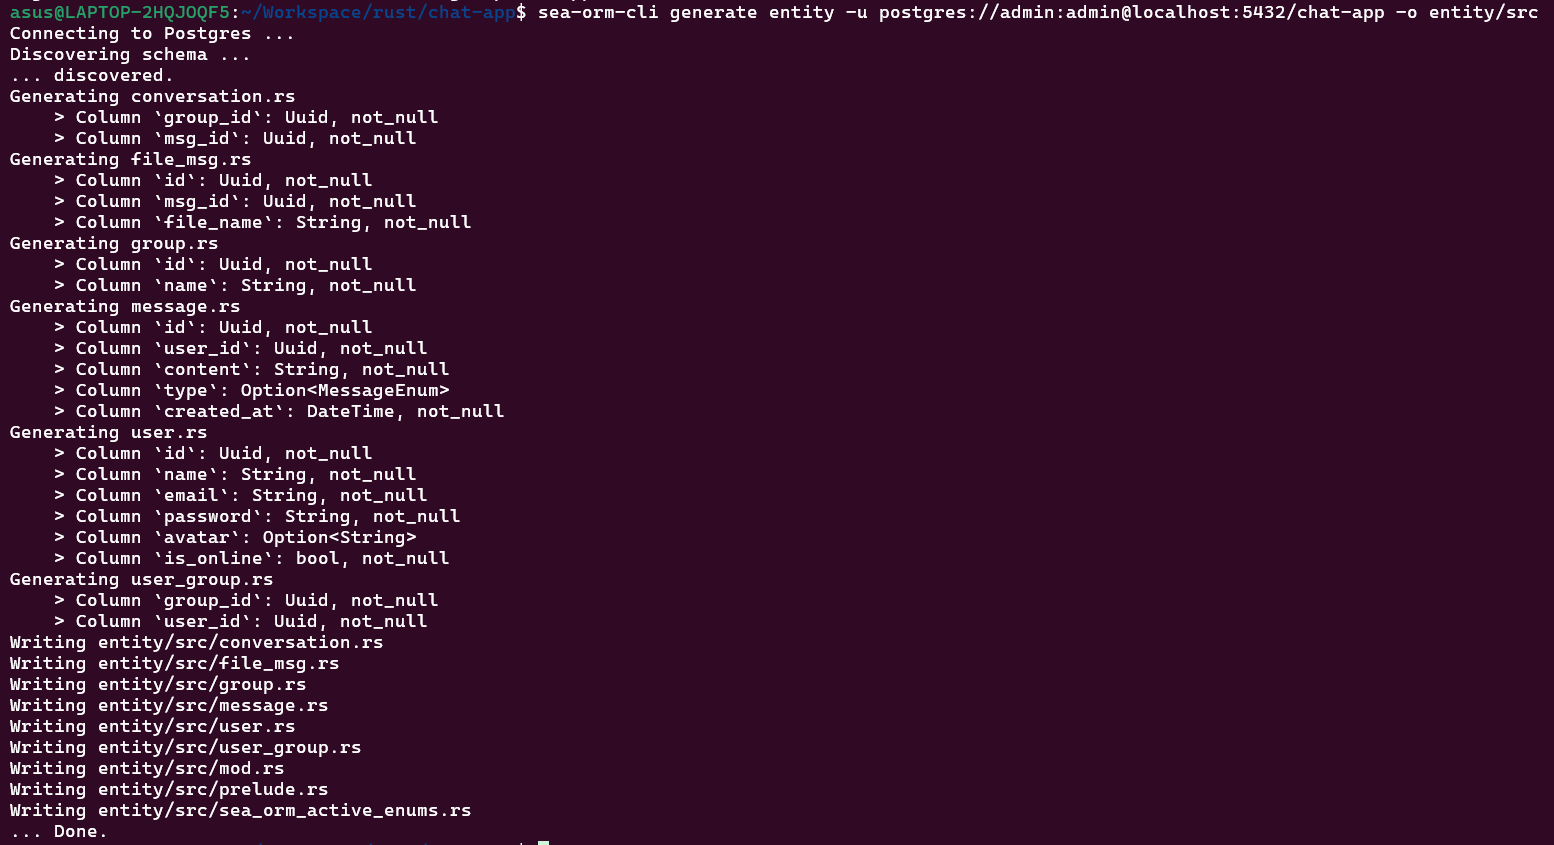 asus@LAPTOP-2HQJOQF5:~/Workspace/rust/chat-app$ sea-orm-cli generate entity -u postgres://admin:admin@localhost:5432/chat-app -o entity/src
Connecting to Postgres ...
Discovering schema ...
... discovered.
Generating conversation.rs
    > Column `group_id`: Uuid, not_null
    > Column `msg_id`: Uuid, not_null
Generating file_msg.rs
    > Column `id`: Uuid, not_null
    > Column `msg_id`: Uuid, not_null
    > Column `file_name`: String, not_null
Generating group.rs
    > Column `id`: Uuid, not_null
    > Column `name`: String, not_null
Generating message.rs
    > Column `id`: Uuid, not_null
    > Column `user_id`: Uuid, not_null
    > Column `content`: String, not_null
    > Column `type`: Option<MessageEnum>
    > Column `created_at`: DateTime, not_null
Generating user.rs
    > Column `id`: Uuid, not_null
    > Column `name`: String, not_null
    > Column `email`: String, not_null
    > Column `password`: String, not_null
    > Column `avatar`: Option<String>
    > Column `is_online`: bool, not_null
Generating user_group.rs
    > Column `group_id`: Uuid, not_null
    > Column `user_id`: Uuid, not_null
Writing entity/src/conversation.rs
Writing entity/src/file_msg.rs
Writing entity/src/group.rs
Writing entity/src/message.rs
Writing entity/src/user.rs
Writing entity/src/user_group.rs
Writing entity/src/mod.rs
Writing entity/src/prelude.rs
Writing entity/src/sea_orm_active_enums.rs
... Done.